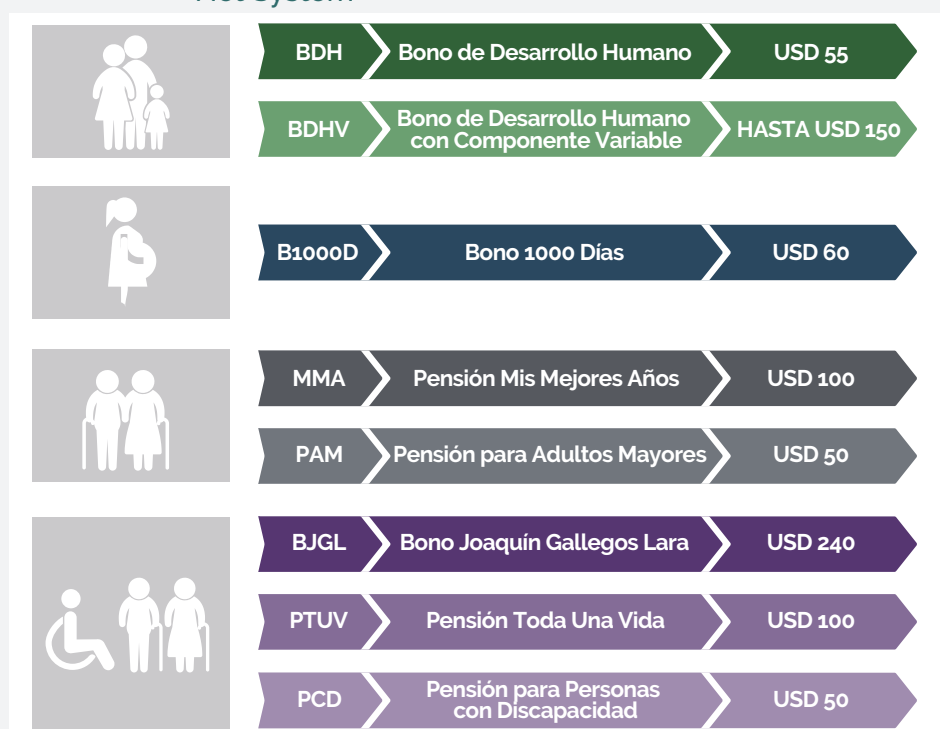 BDH Bono de Desarrollo Humano USD 55
BDHV Bono de Desarrollo Humano
con Componente Variable HASTA USD 150
B1000D Bono 1000 Días USD 60
MMA Pensión Mis Mejores Años USD 100
PAM Pensión para Adultos Mayores USD 50
BJGL Bono Joaquín Gallegos Lara USD 240
PTUV Pensión Toda Una Vida USD 100
PCD Pensión para Personas
con Discapacidad USD 50